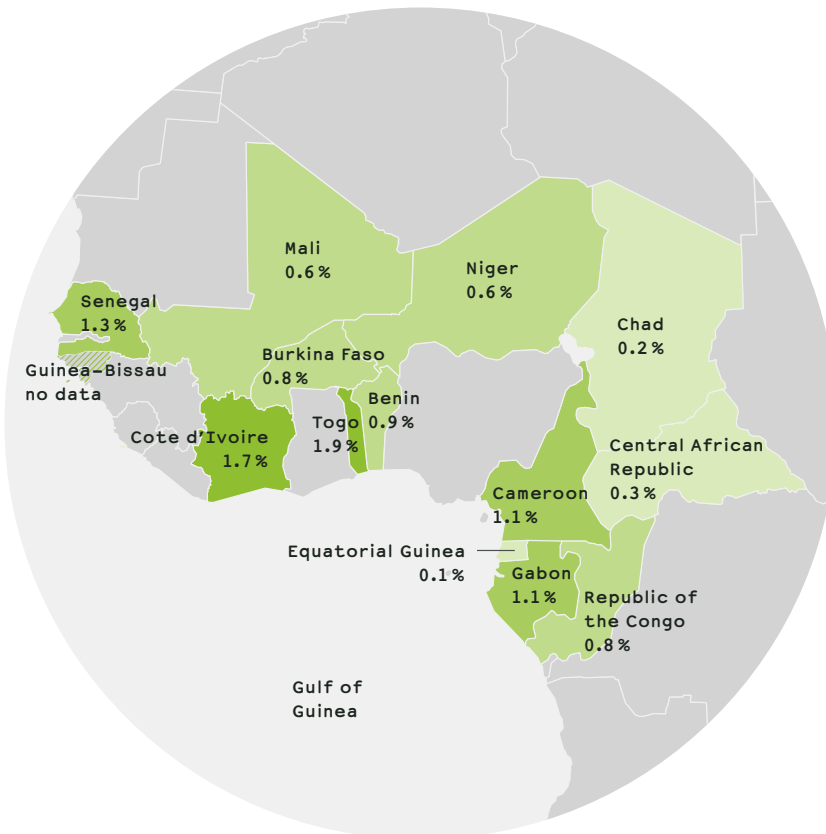 Mali
0.6%
Niger
0.6%
Senegal
1.3%
Chad
0.2%
Burkina Faso
0.8%
Guinea-Bissau
no data
Benin
0.9%
Togo
1.9%
Cote d'Ivoire
1.7%
Central African
Republic
0.3%
Cameroon
1.1%
Equatorial Guinea
0.1%
Gabon
1.1%
Republic of
the Congo
0.8%
Gulf of
Guinea